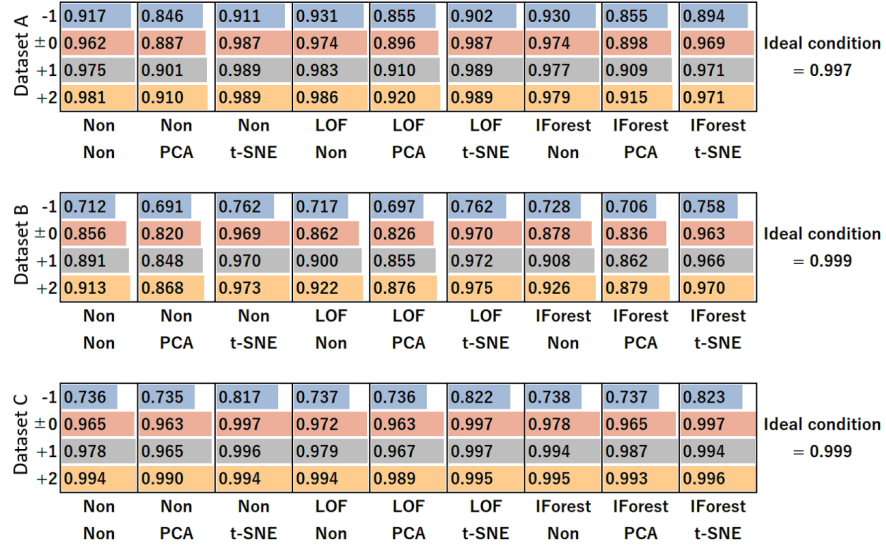 Dataset A
-1 0.917 0.846 0.911 0.931 0.855 0.902 0.930 0.855 0.894
±0 0.962 0.887 0.987 0.974 0.896 0.987 0.974 0.898 0.969
+1 0.975 0.901 0.989 0.983 0.910 0.989 0.977 0.909 0.971
+2 0.981 0.910 0.989 0.986 0.920 0.989 0.979 0.915 0.971
Non Non Non LOF LOF LOF IForest IForest IForest
Non PCA t-SNE Non PCA t-SNE Non PCA t-SNE
Ideal condition
= 0.997
Dataset B
-1 0.712 0.691 0.762 0.717 0.697 0.762 0.728 0.706 0.758
±0 0.856 0.820 0.969 0.862 0.826 0.970 0.878 0.836 0.963
+1 0.891 0.848 0.970 0.900 0.855 0.972 0.908 0.862 0.966
+2 0.913 0.868 0.973 0.922 0.876 0.975 0.926 0.879 0.970
Non Non Non LOF LOF LOF IForest IForest IForest
Non PCA t-SNE Non PCA t-SNE Non PCA t-SNE
Ideal condition
= 0.999
Dataset C
-1 0.736 0.735 0.817 0.737 0.736 0.822 0.738 0.737 0.823
±0 0.965 0.963 0.997 0.972 0.963 0.997 0.978 0.965 0.997
+1 0.978 0.965 0.996 0.979 0.967 0.997 0.994 0.987 0.994
+2 0.994 0.990 0.994 0.994 0.989 0.995 0.995 0.993 0.996
Non Non Non LOF LOF LOF IForest IForest IForest
Non PCA t-SNE Non PCA t-SNE Non PCA t-SNE
Ideal condition
= 0.999